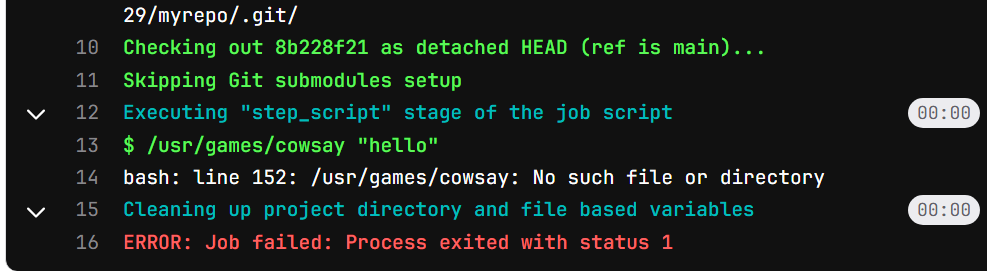 29/myrepo/.git/
10 Checking out 8b228f21 as detached HEAD (ref is main)...
11 Skipping Git submodules setup
12 Executing "step_script" stage of the job script 00:00
13 $ /usr/games/cowsay "hello"
14 bash: line 152: /usr/games/cowsay: No such file or directory
15 Cleaning up project directory and file based variables 00:00
16 ERROR: Job failed: Process exited with status 1